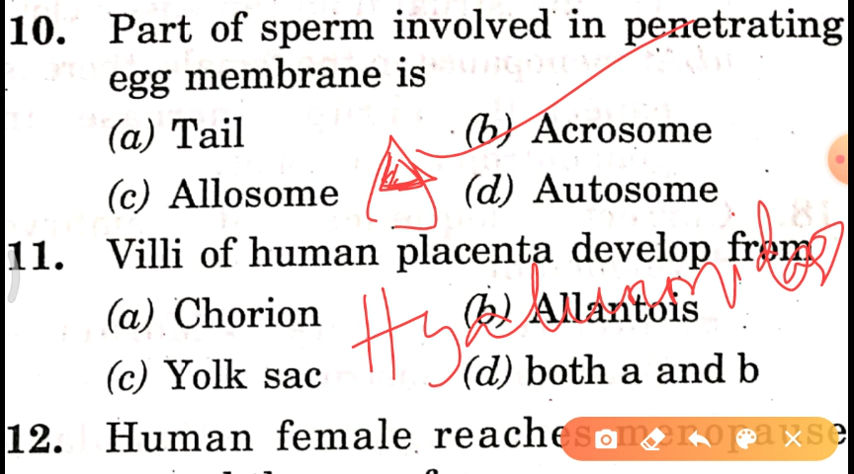 10. Part of sperm involved in penetrating
egg membrane is
(a) Tail (b) Acrosome
(c) Allosome (d) Autosome
11. Villi of human placenta develop from
(a) Chorion (b) Allantois
(c) Yolk sac (d) both a and b
12. Human female reaches menopause